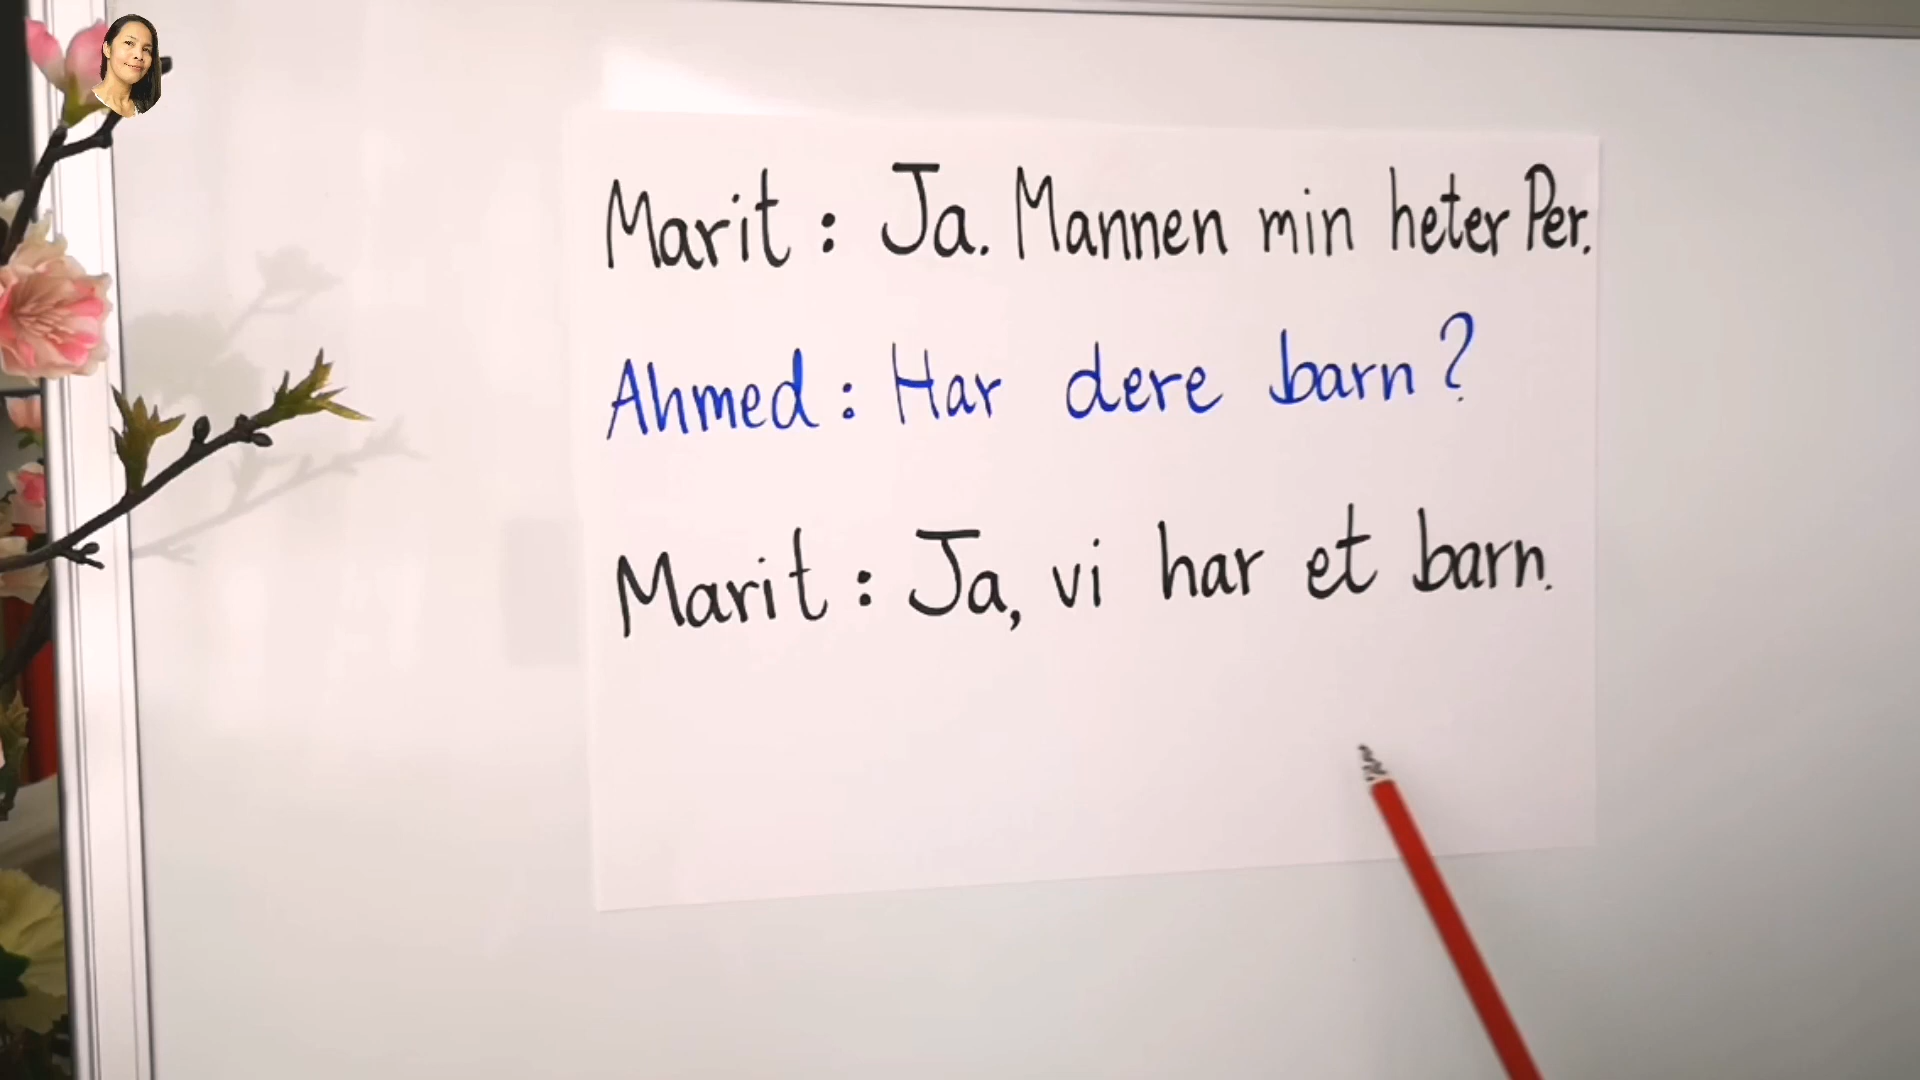 Marit : Ja. Mannen min heter Per.
Ahmed : Har dere barn ?
Marit : Ja, vi har et barn.